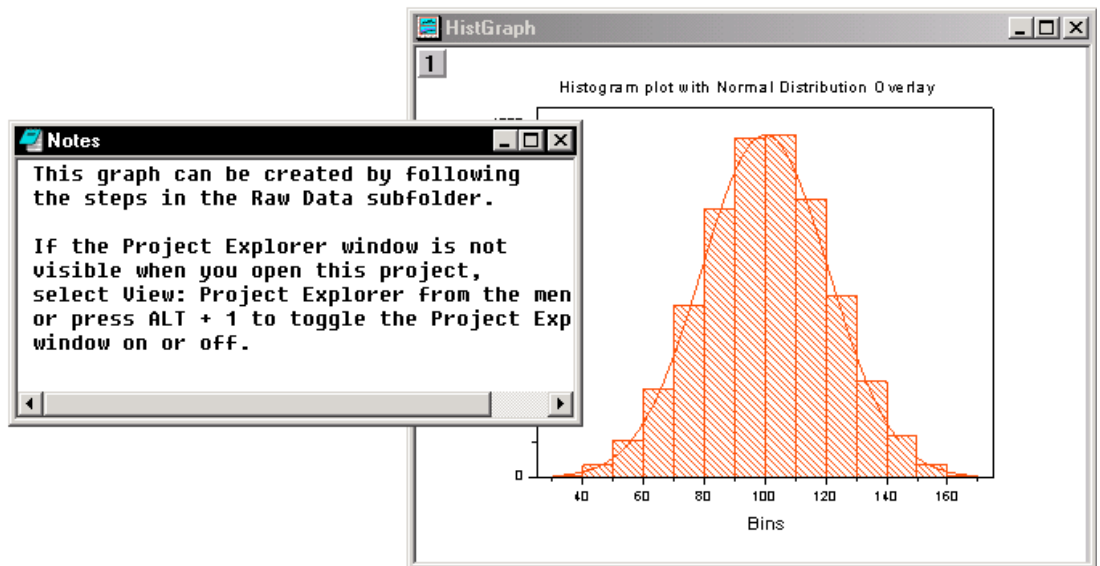 HistGraph
1
Histogram plot with Normal Distribution Overlay
Notes
This graph can be created by following
the steps in the Raw Data subfolder.
If the Project Explorer window is not
visible when you open this project,
select View: Project Explorer from the men
or press ALT + 1 to toggle the Project Exp
window on or off.
0
40 60 80 100 120 140 160
Bins